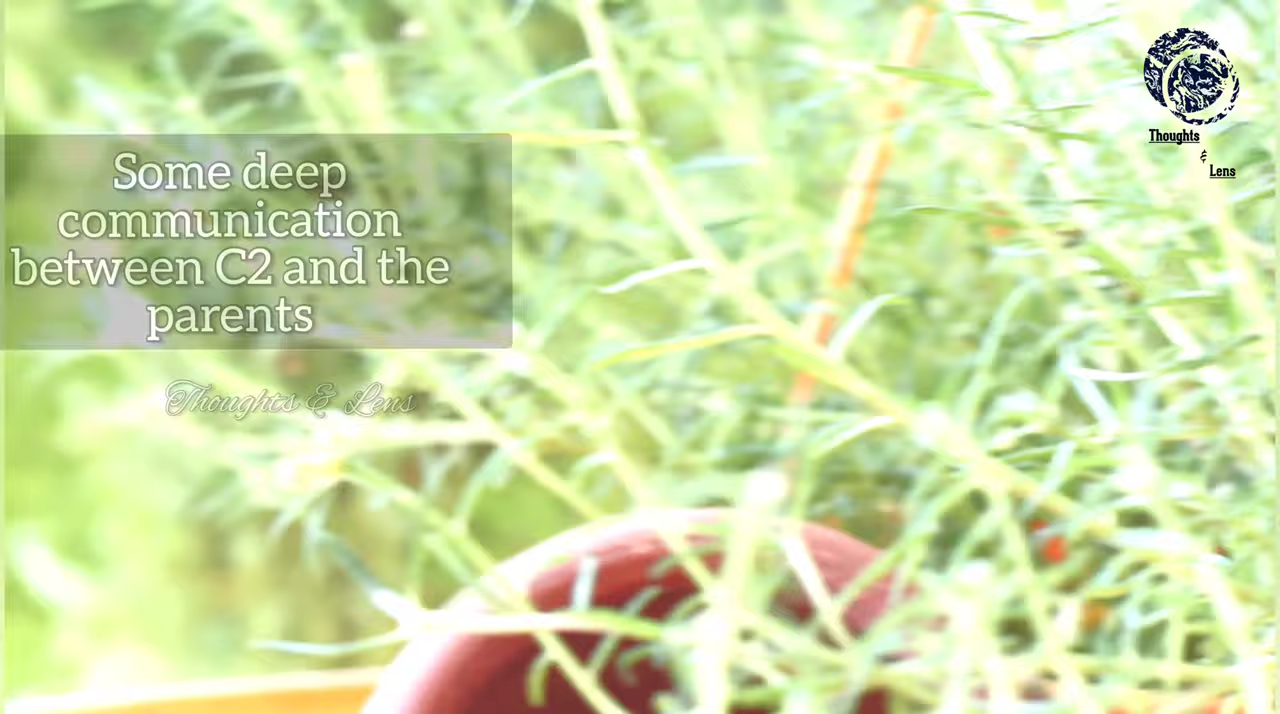 Some deep
communication
between C2 and the
parents
Thoughts & Lens
Thoughts
&
Lens